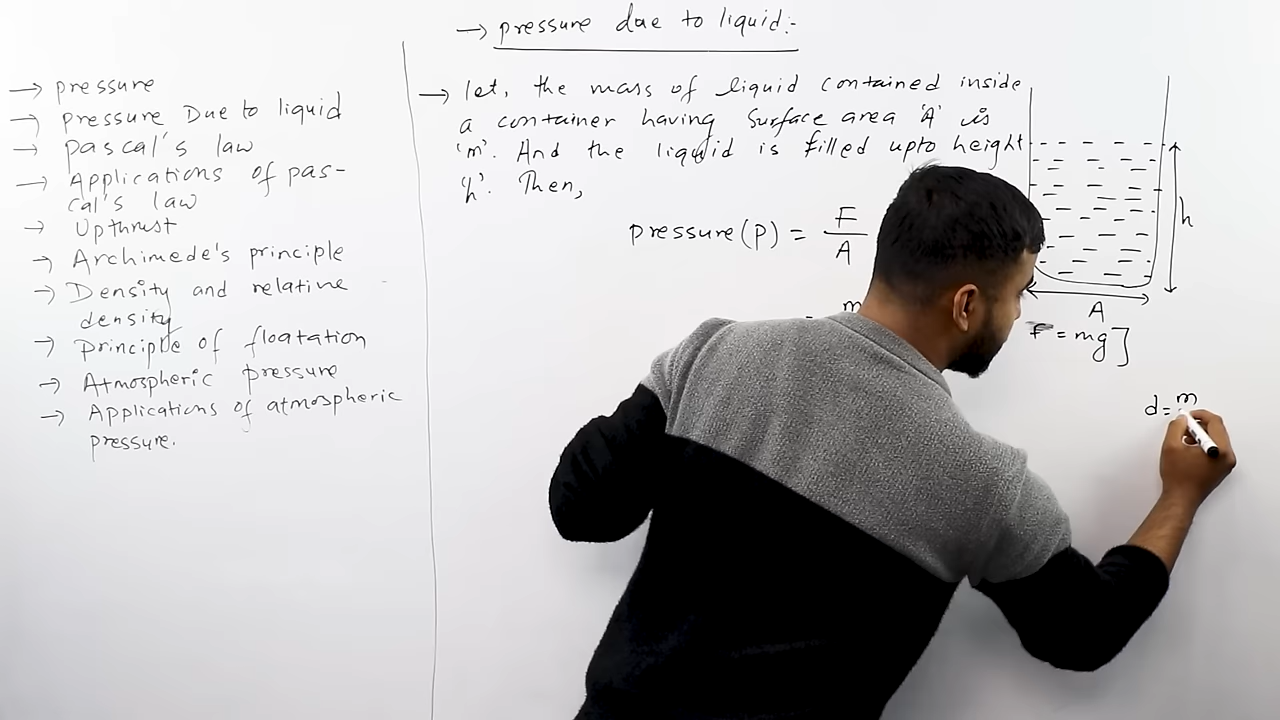 → pressure due to liquid:-
→ pressure
→ pressure Due to liquid
→ pascal's law
→ Applications of pas-
cal's law
→ Upthrust
→ Archimede's principle
→ Density and relative
density
→ principle of floatation
→ Atmospheric pressure
→ Applications of atmospheric
pressure.
→ let, the mass of liquid contained inside
a container having surface area 'A' is
'm'. And the liquid is filled upto height
'h'. Then,
pressure (P) = F/A
= m
F = mg]
h
A
d = m